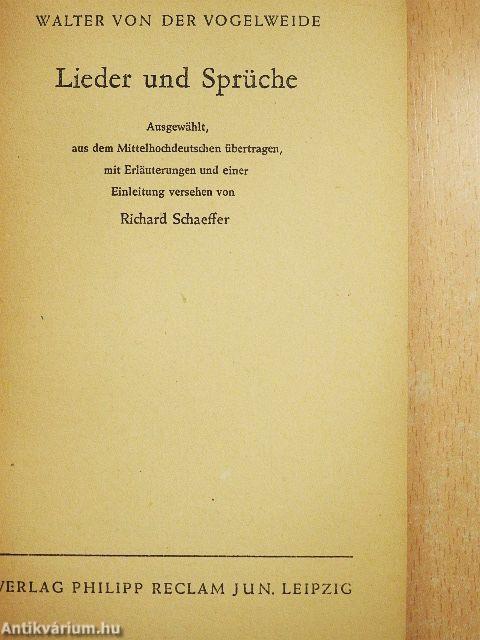 WALTER VON DER VOGELWEIDE
Lieder und Sprüche
Ausgewählt,
aus dem Mittelhochdeutschen übertragen,
mit Erläuterungen und einer
Einleitung versehen von
Richard Schaeffer
VERLAG PHILIPP RECLAM JUN. LEIPZIG
Antikvárium.hu